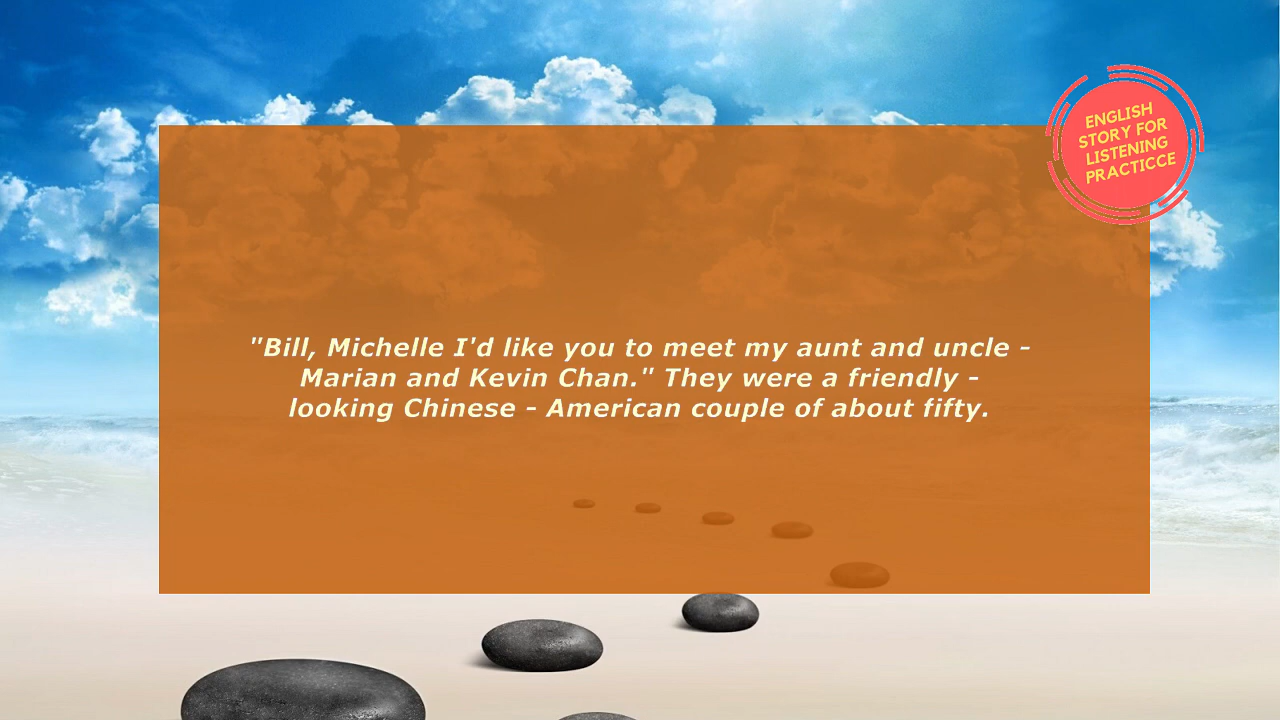 ENGLISH
STORY FOR
LISTENING
PRACTICCE
"Bill, Michelle I'd like you to meet my aunt and uncle -
Marian and Kevin Chan." They were a friendly -
looking Chinese - American couple of about fifty.